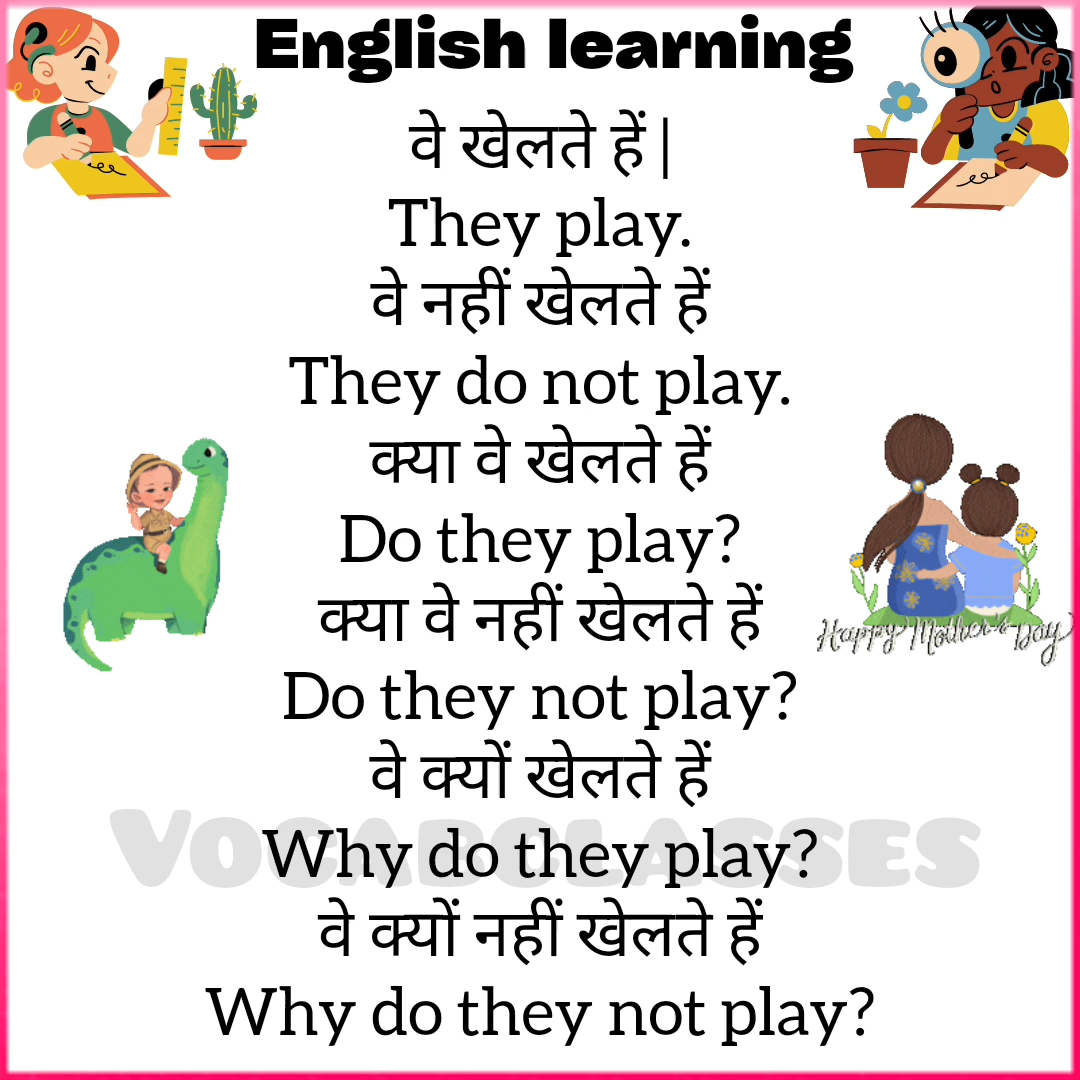 English learning
वे खेलते हें |
They play.
वे नहीं खेलते हें
They do not play.
क्या वे खेलते हें
Do they play?
क्या वे नहीं खेलते हें
Do they not play?
Happy Mother's Day
वे क्यों खेलते हें
VOCABCLASSES
Why do they play?
वे क्यों नहीं खेलते हें
Why do they not play?